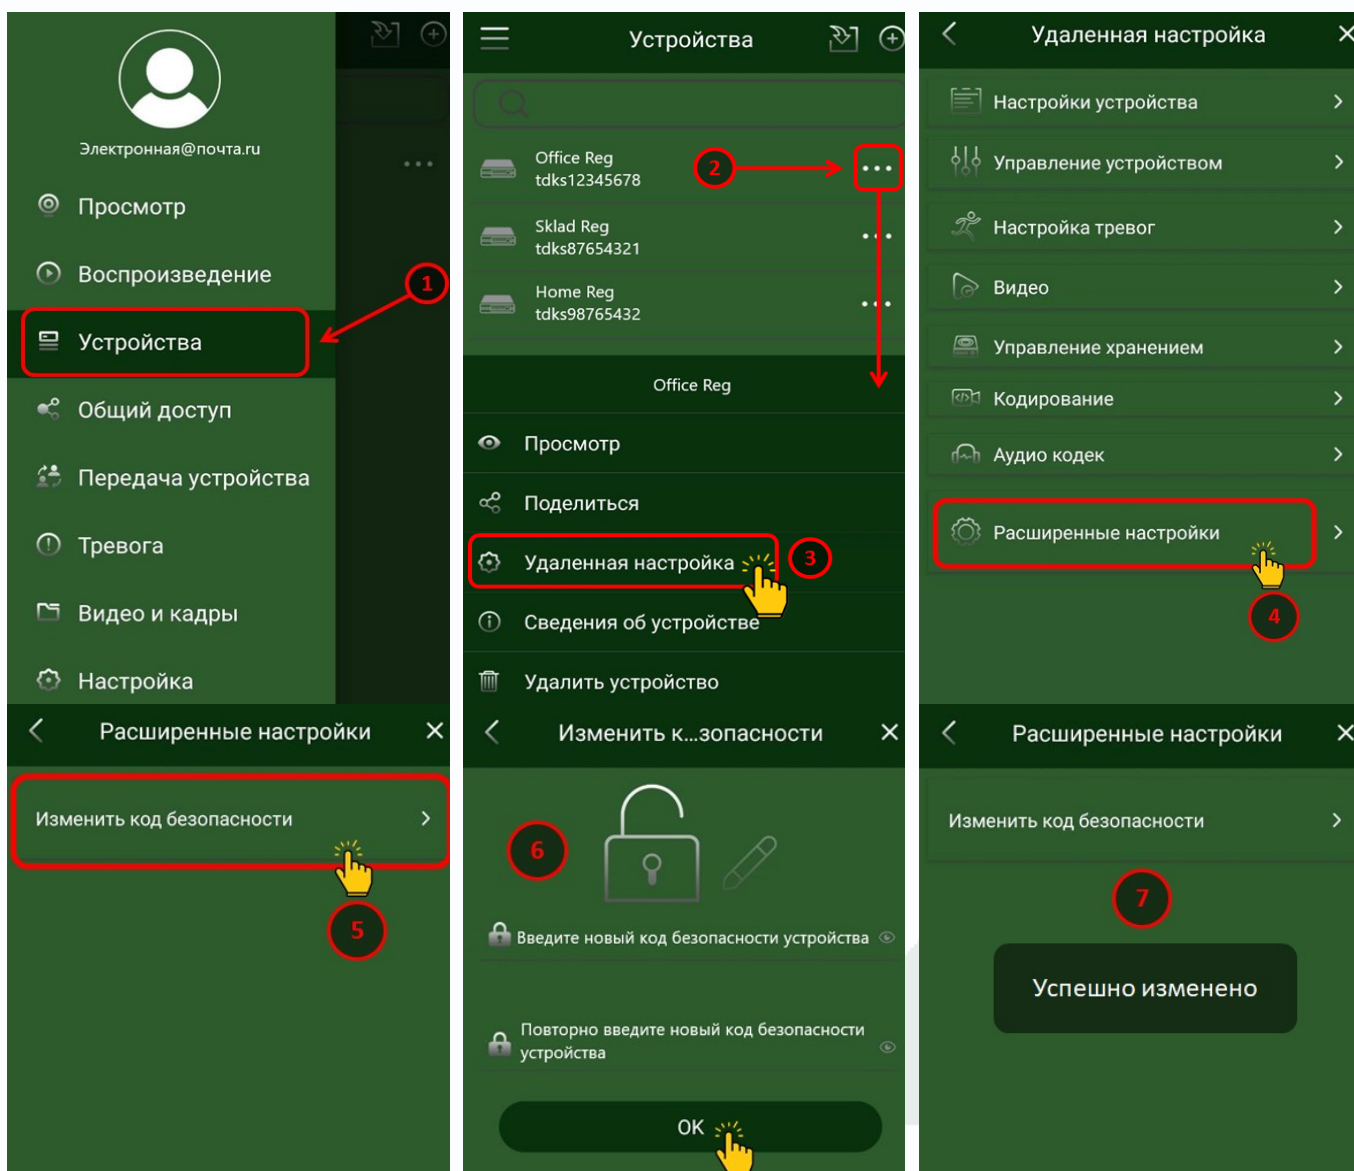 Электронная@почта.ru
Просмотр
Воспроизведение
1
Устройства
Общий доступ
Передача устройства
Тревога
Видео и кадры
Настройка
Устройства
Office Reg
tdks12345678
2
Sklad Reg
tdks87654321
Home Reg
tdks98765432
Office Reg
Просмотр
Поделиться
Удаленная настройка
3
Сведения об устройстве
Удалить устройство
Удаленная настройка
Настройки устройства
Управление устройством
Настройка тревог
Видео
Управление хранением
Кодирование
Аудио кодек
Расширенные настройки
4
Расширенные настройки
Изменить код безопасности
5
Изменить к...зопасности
6
Введите новый код безопасности устройства
Повторно введите новый код безопасности
устройства
OK
Расширенные настройки
Изменить код безопасности
7
Успешно изменено